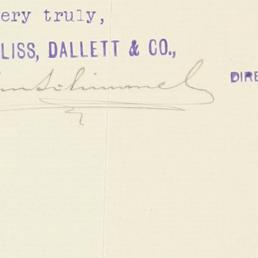 ery truly,
LISS, DALLETT & CO.,
DIRE